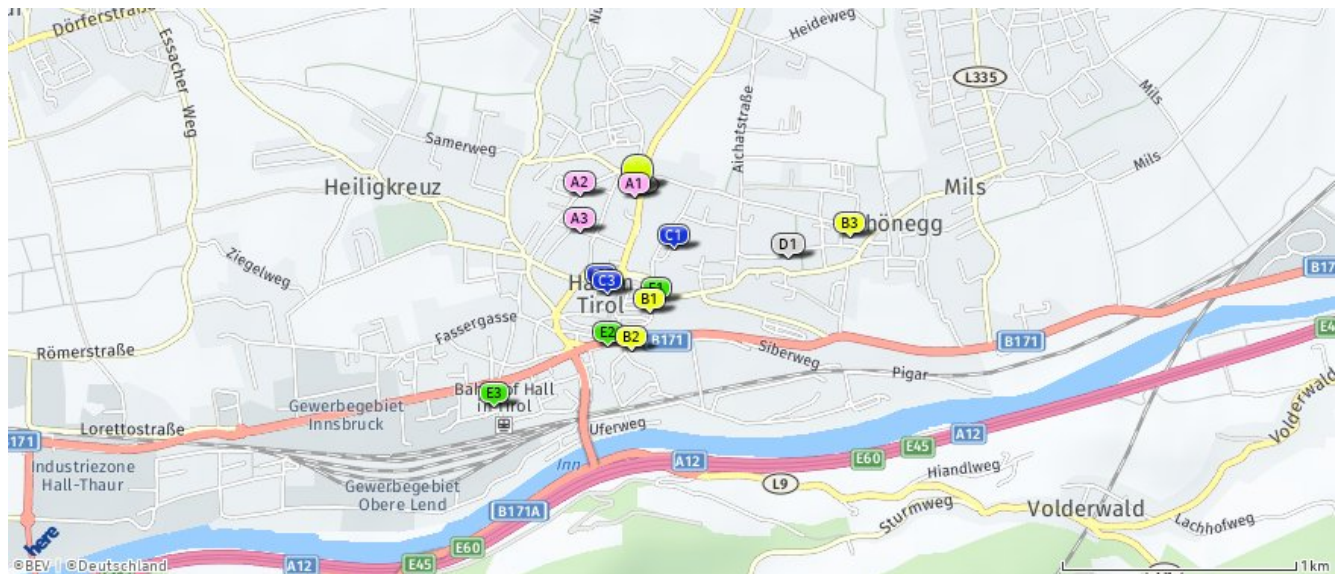 Dörferstraße
Essacher Weg
Heideweg
L335
Mils
Samerweg
Aichatstraße
Mils
Heiligkreuz
A2
A1
Mils
A3
B3
C1
D1
Ziegelweg
C3
Tirol
B1
E2
B2
B171
Fassergasse
Siberweg
B171
Römerstraße
Pigar
E3
Gewerbegebiet
Innsbruck
Lorettostraße
Uferweg
Volderwald
Industriezone
Hall-Thaur
Inn
A12
E60
E45
A12
Gewerbegebiet
Obere Lend
L9
Hiandlweg
B171A
Sturmweg
Volderwald
Lachhofweg
here
E60
E45
A12
©BEV
©Deutschland
1km